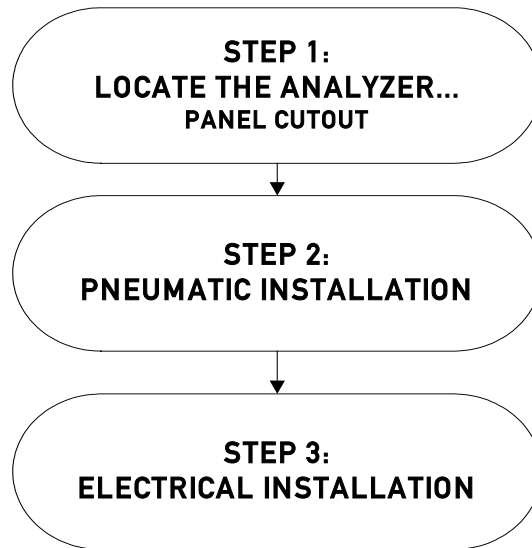 STEP 1:
LOCATE THE ANALYZER...
PANEL CUTOUT
STEP 2:
PNEUMATIC INSTALLATION
STEP 3:
ELECTRICAL INSTALLATION